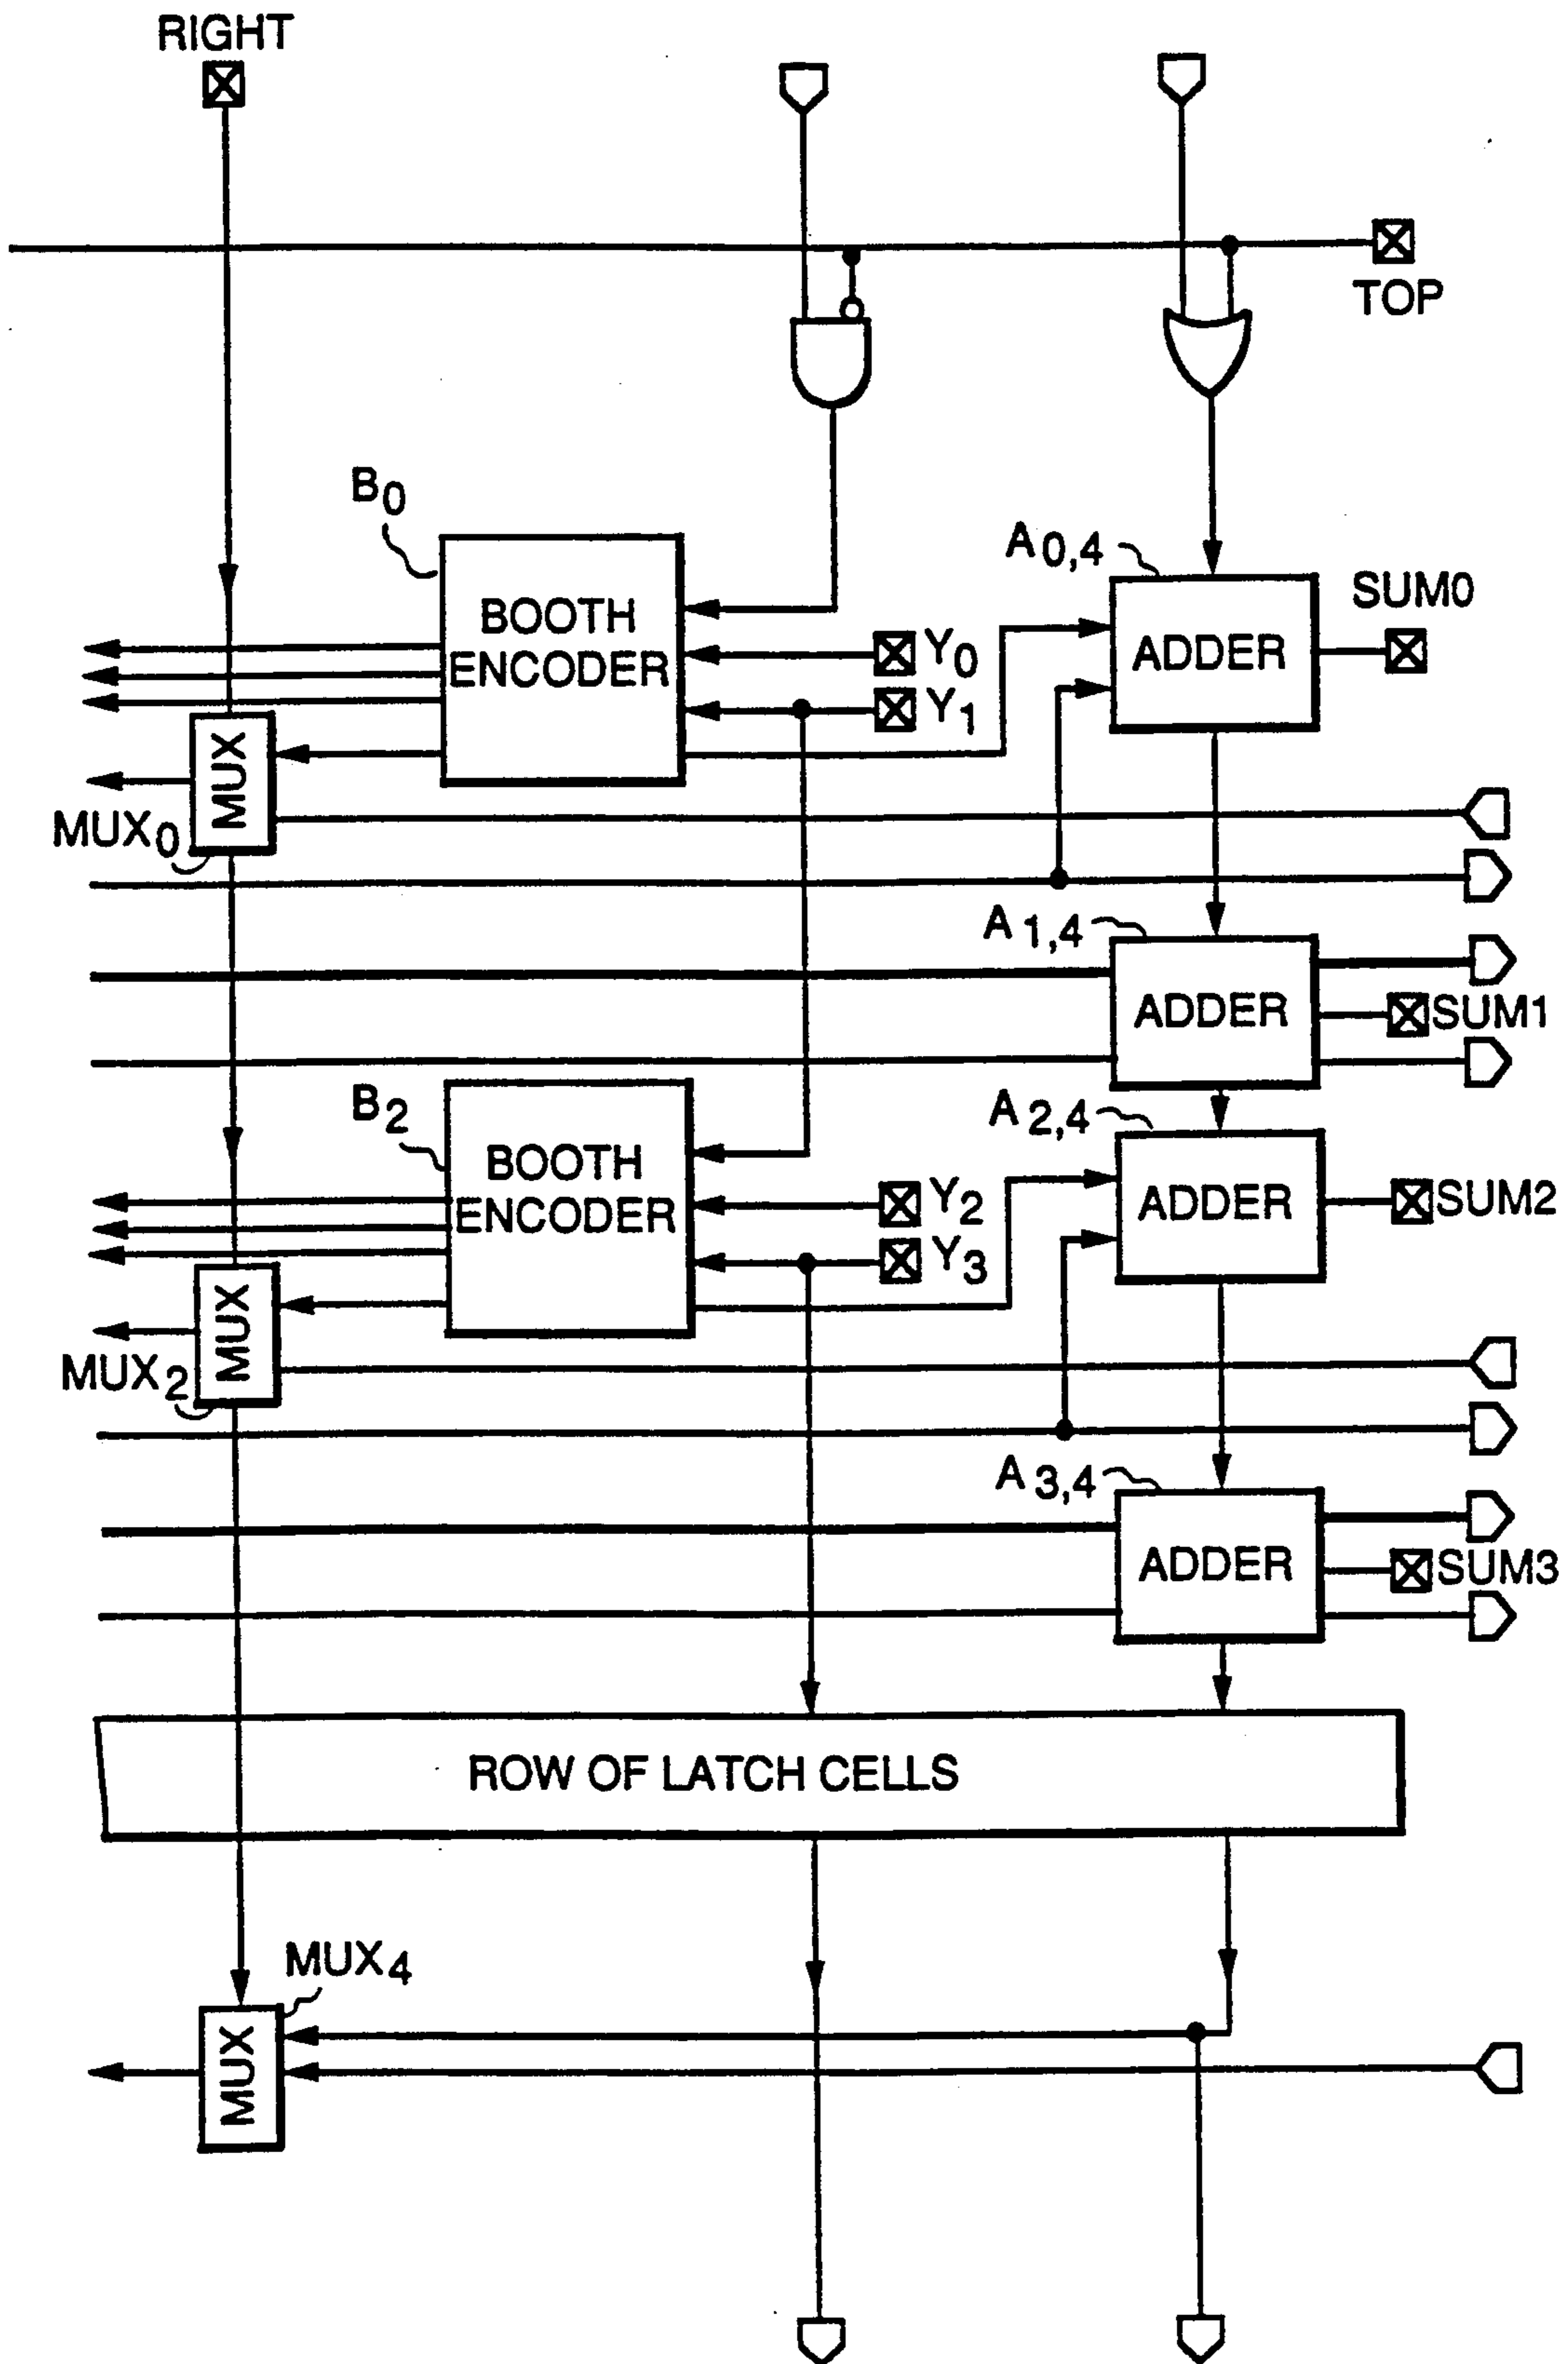 RIGHT
TOP
B0
BOOTH
ENCODER
A0,4
ADDER
SUM0
Y0
Y1
MUX
MUX0
A1,4
ADDER
SUM1
B2
BOOTH
ENCODER
A2,4
ADDER
SUM2
Y2
Y3
MUX
MUX2
A3,4
ADDER
SUM3
ROW OF LATCH CELLS
MUX4
MUX